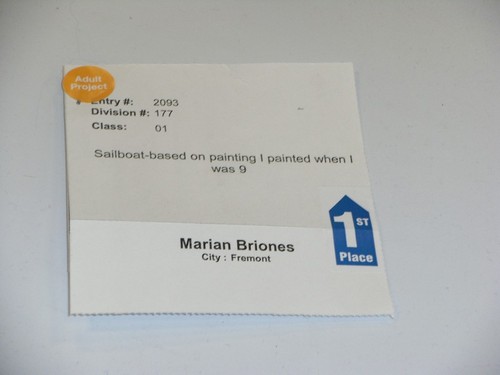 Adult
Project
Entry #: 2093
Division #: 177
Class: 01
Sailboat-based on painting I painted when I
was 9
1ST
Place
Marian Briones
City : Fremont